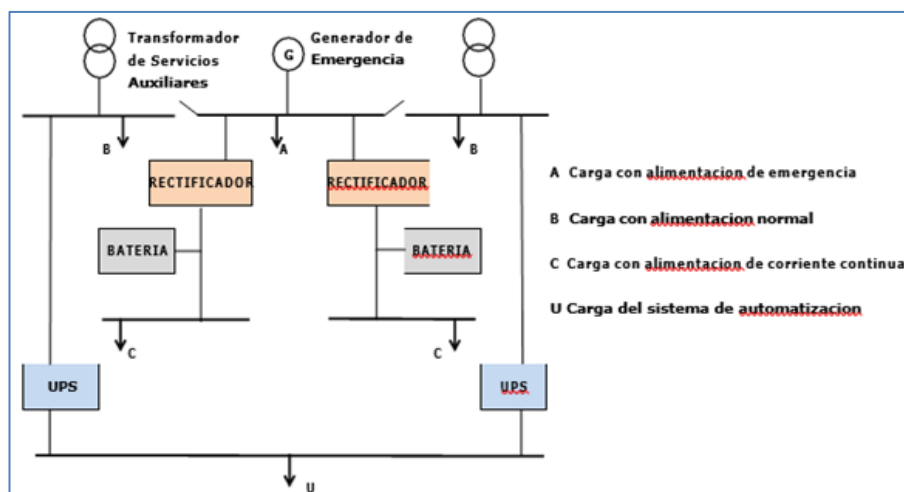 Transformador
de Servicios
Auxiliares
G
Generador de
Emergencia
B
A
B
RECTIFICADOR
RECTIFICADOR
BATERIA
BATERIA
C
C
UPS
UPS
U
A Carga con alimentacion de emergencia
B Carga con alimentacion normal
C Carga con alimentacion de corriente continua
U Carga del sistema de automatizacion